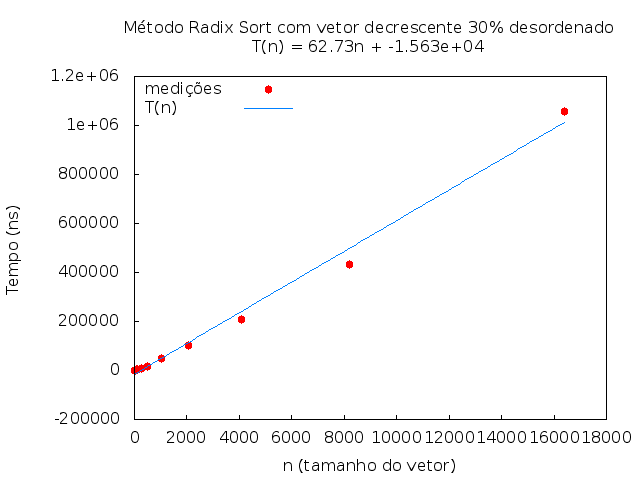 Método Radix Sort com vetor decrescente 30% desordenado
T(n) = 62.73n + -1.563e+04
medições
T(n)
1.2e+06
1e+06
800000
600000
400000
200000
0
-200000
Tempo (ns)
0 2000 4000 6000 8000 10000 12000 14000 16000 18000
n (tamanho do vetor)